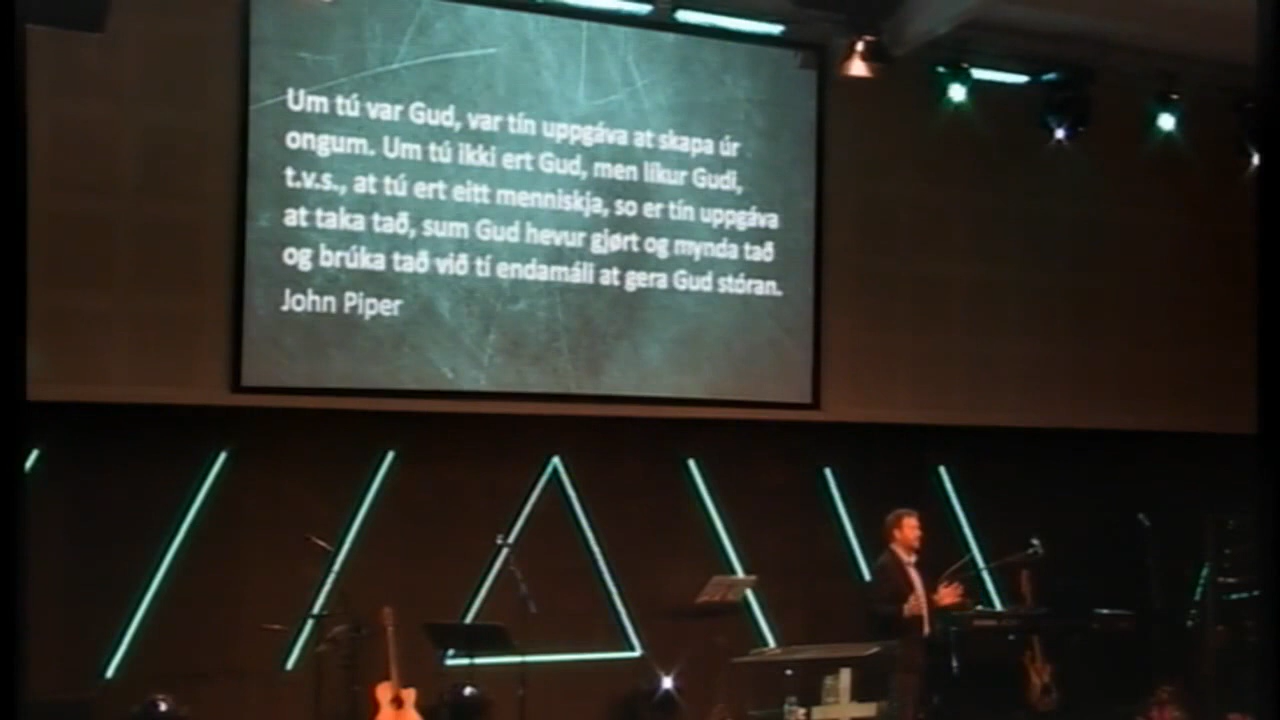 Um tú var Gud, var tín uppgáva at skapa úr
ongum. Um tú ikki ert Gud, men líkur Gudi,
t.v.s., at tú ert eitt menniskja, so er tín uppgáva
at taka tað, sum Gud hevur gjørt og mynda tað
og brúka tað við tí endamáli at gera Gud stóran.
John Piper